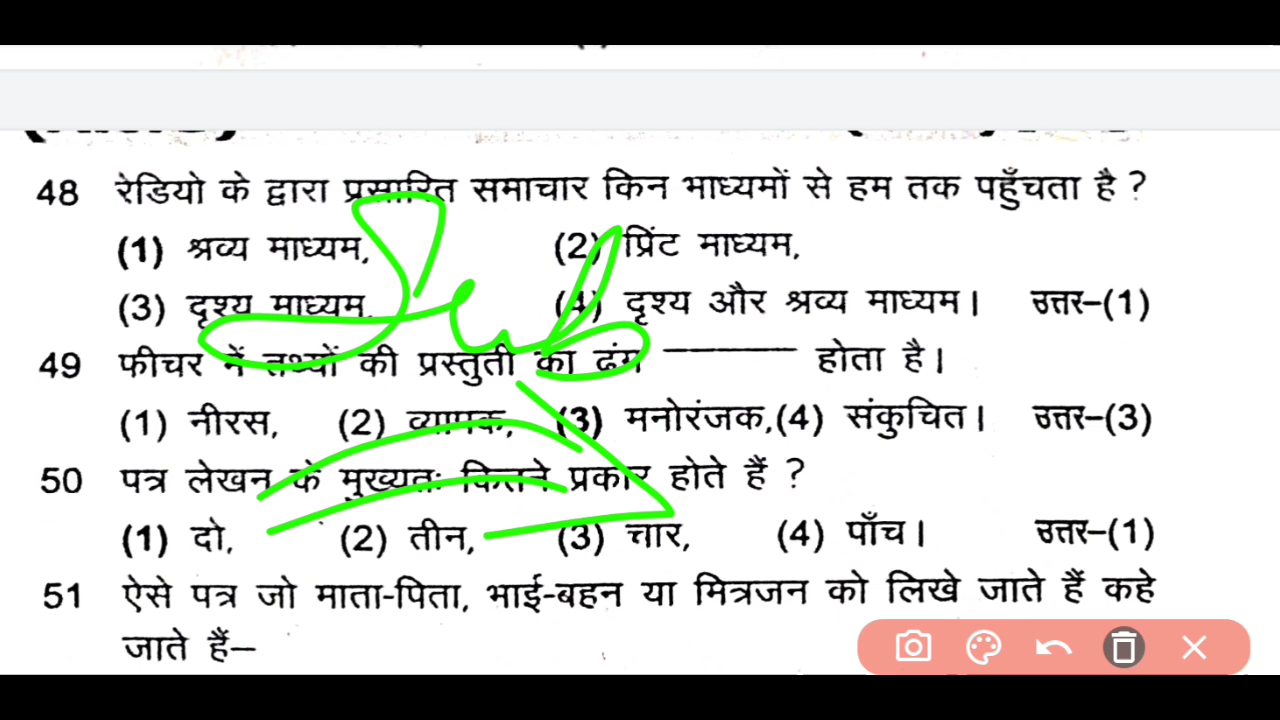 48 रेडियो के द्वारा प्रसारित समाचार किन भाध्यमों से हम तक पहुँचता है ?
(1) श्रव्य माध्यम, (2) प्रिंट माध्यम,
(3) दृश्य माध्यम, (4) दृश्य और श्रव्य माध्यम। उत्तर–(1)
49 फीचर में तथ्यों की प्रस्तुती का ढंग ———— होता है।
(1) नीरस, (2) व्यापक, (3) मनोरंजक, (4) संकुचित। उत्तर–(3)
50 पत्र लेखन के मुख्यतः कितने प्रकार होते हैं ?
(1) दो, (2) तीन, (3) चार, (4) पाँच। उत्तर–(1)
51 ऐसे पत्र जो माता-पिता, भाई-बहन या मित्रजन को लिखे जाते हैं कहे
जाते हैं–